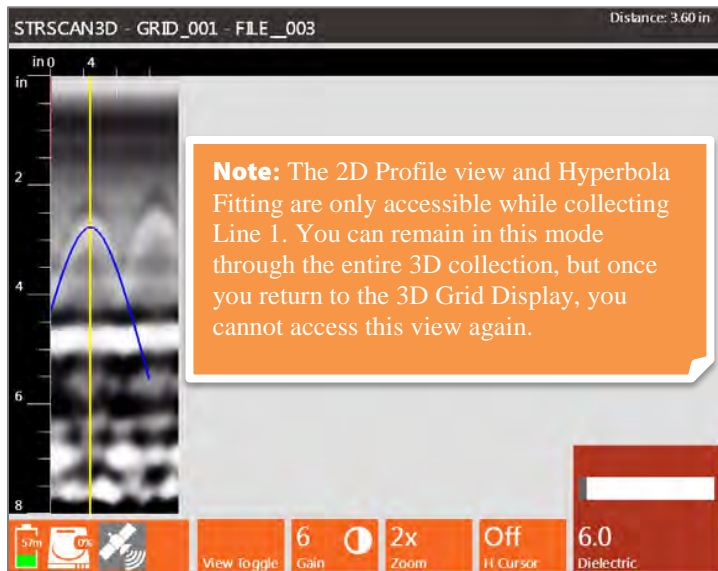 STRSCAN3D - GRID_001 - FILE__003
Distance: 3.60 in
in 0 4
in
2
4
6
8
Note: The 2D Profile view and Hyperbola
Fitting are only accessible while collecting
Line 1. You can remain in this mode
through the entire 3D collection, but once
you return to the 3D Grid Display, you
cannot access this view again.
57m 0% View Toggle
6 Gain
2x Zoom
Off H Cursor
6.0 Dielectric